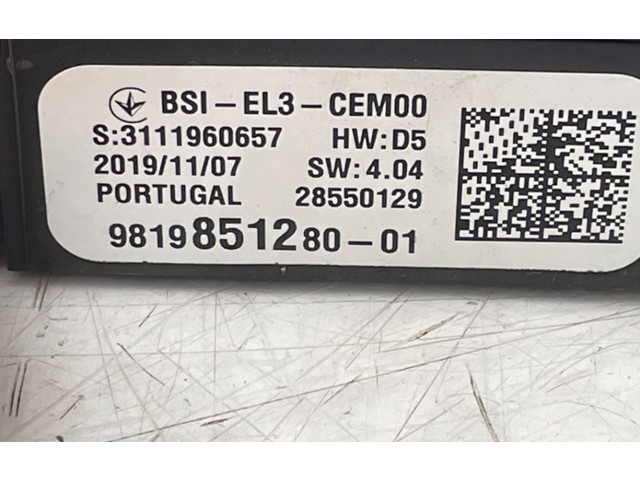 BSI-EL3-CEM00
S:3111960657 HW:D5
2019/11/07 SW:4.04
PORTUGAL 28550129
9819851280-01